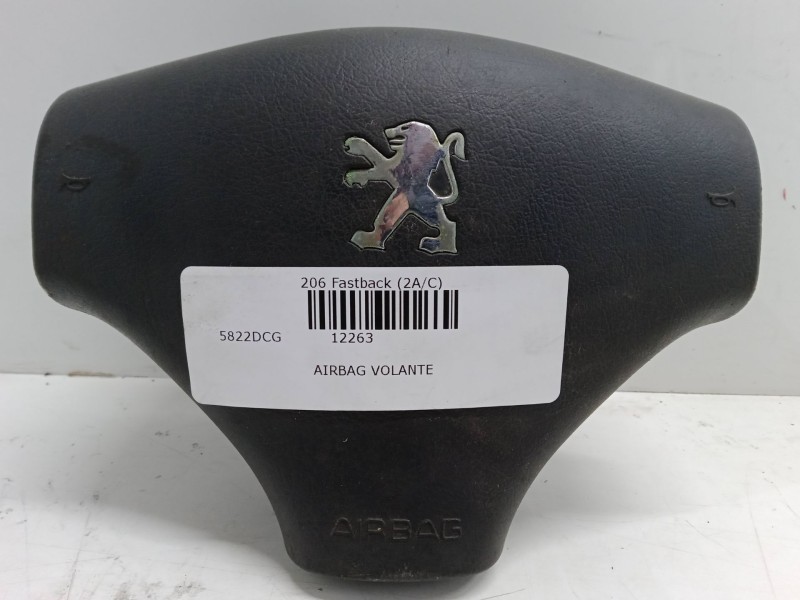 206 Fastback (2A/C)
5822DCG 12263
AIRBAG VOLANTE
AIRBAG